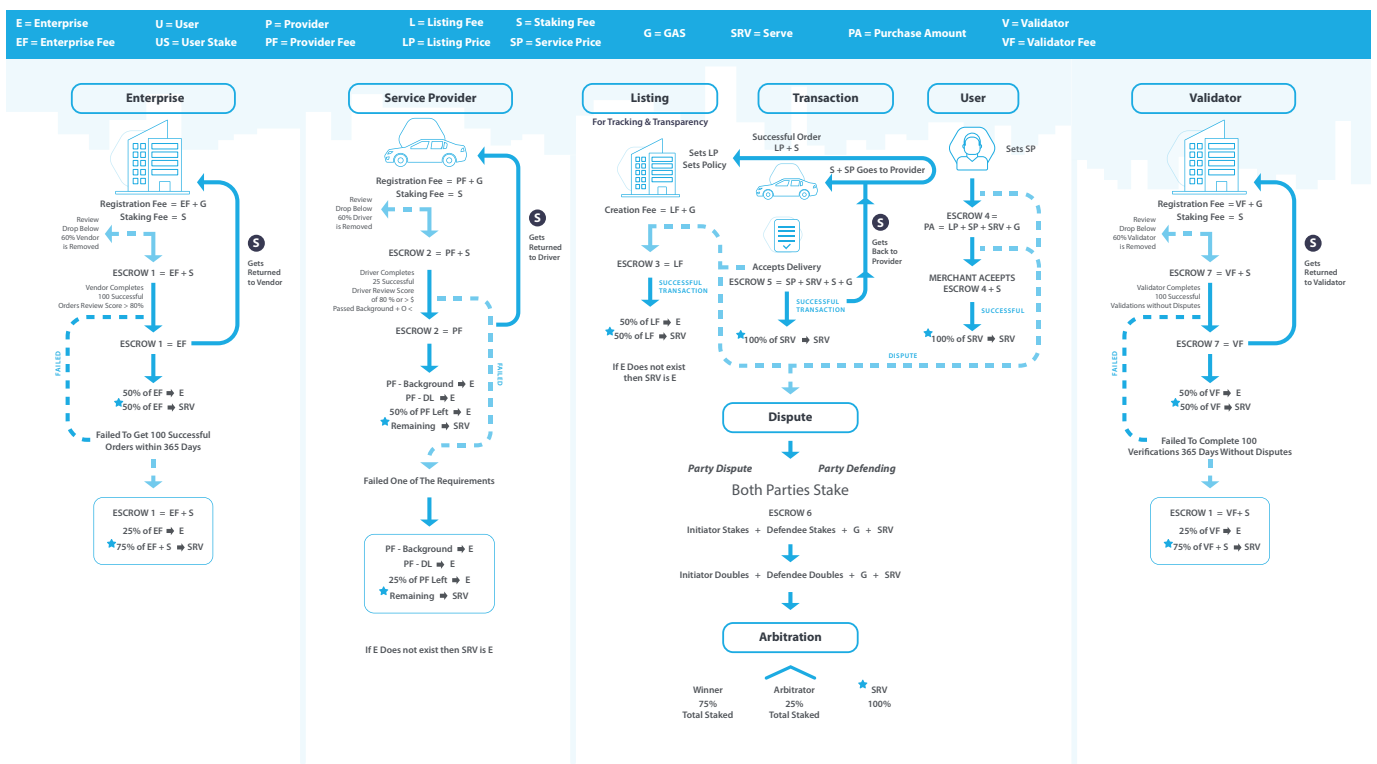 E = Enterprise
EF = Enterprise Fee
U = User
US = User Stake
P = Provider
PF = Provider Fee
L = Listing Fee
LP = Listing Price
S = Staking Fee
SP = Service Price
G = GAS
SRV = Serve
PA = Purchase Amount
V = Validator
VF = Validator Fee
Enterprise
Registration Fee = EF + G
Staking Fee = S
Review
Drop Below
60% Vendor
is Removed
S
Gets
Returned
to Vendor
ESCROW 1 = EF + S
Vendor Completes
100 Successful
Orders Review Score > 80%
ESCROW 1 = EF
FAILED
50% of EF ➡ E
50% of EF ➡ SRV
Failed To Get 100 Successful
Orders within 365 Days
ESCROW 1 = EF + S
25% of EF ➡ E
75% of EF + S ➡ SRV
Service Provider
Registration Fee = PF + G
Staking Fee = S
Review
Drop Below
60% Driver
is Removed
S
Gets
Returned
to Driver
ESCROW 2 = PF + S
Driver Completes
25 Successful
Driver Review Score
of 80 % or > $
Passed Background + O <
ESCROW 2 = PF
FAILED
PF - Background ➡ E
PF - DL ➡ E
50% of PF Left ➡ E
Remaining ➡ SRV
Failed One of The Requirements
PF - Background ➡ E
PF - DL ➡ E
25% of PF Left ➡ E
Remaining ➡ SRV
If E Does not exist then SRV is E
Listing
For Tracking & Transparency
Sets LP
Sets Policy
Creation Fee = LF + G
ESCROW 3 = LF
SUCCESSFUL
TRANSACTION
50% of LF ➡ E
50% of LF ➡ SRV
If E Does not exist
then SRV is E
Transaction
Successful Order
LP + S
S + SP Goes to Provider
S
Gets
Back to
Provider
Accepts Delivery
ESCROW 5 = SP + SRV + S + G
SUCCESSFUL
TRANSACTION
100% of SRV ➡ SRV
User
Sets SP
ESCROW 4 =
PA = LP + SP + SRV + G
MERCHANT ACEEPTS
ESCROW 4 + S
SUCCESSFUL
100% of SRV ➡ SRV
DISPUTE
Dispute
Party Dispute
Party Defending
Both Parties Stake
ESCROW 6
Initiator Stakes + Defendee Stakes + G + SRV
Initiator Doubles + Defendee Doubles + G + SRV
Arbitration
Winner
75%
Total Staked
Arbitrator
25%
Total Staked
SRV
100%
Validator
Registration Fee = VF + G
Staking Fee = S
Review
Drop Below
60% Validator
is Removed
S
Gets
Returned
to Validator
ESCROW 7 = VF + S
Validator Completes
100 Successful
Validations without Disputes
ESCROW 7 = VF
FAILED
50% of VF ➡ E
50% of VF ➡ SRV
Failed To Complete 100
Verifications 365 Days Without Disputes
ESCROW 1 = VF+ S
25% of VF ➡ E
75% of VF + S ➡ SRV